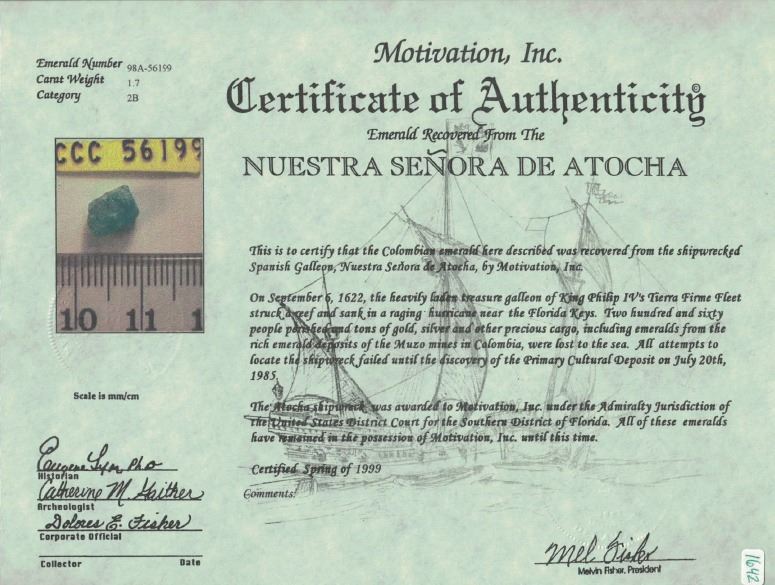 Emerald Number 98A-56199
Carat Weight 1.7
Category 2B
Motivation, Inc.
Certificate of Authenticity©
Emerald Recovered From The
NUESTRA SEÑORA DE ATOCHA
CCC 56199
10 11 1
Scale is mm/cm
This is to certify that the Colombian emerald here described was recovered from the shipwrecked
Spanish Galleon, Nuestra Señora de Atocha, by Motivation, Inc.
On September 6, 1622, the heavily laden treasure galleon of King Philip IV's Tierra Firme Fleet
struck a reef and sank in a raging hurricane near the Florida Keys. Two hundred and sixty
people perished and tons of gold, silver and other precious cargo, including emeralds from the
rich emerald deposits of the Muzo mines in Colombia, were lost to the sea. All attempts to
locate the shipwreck failed until the discovery of the Primary Cultural Deposit on July 20th,
1985.
The Atocha shipwreck was awarded to Motivation, Inc. under the Admiralty Jurisdiction of
the United States District Court for the Southern District of Florida. All of these emeralds
have remained in the possession of Motivation, Inc. until this time.
Certified Spring of 1999
Comments:
Eugene Lyon PhD
Historian
Catherine M. Gaither
Archeologist
Dolores E. Fisher
Corporate Official
Collector Date
Mel Fisher
Melvin Fisher, President
1642